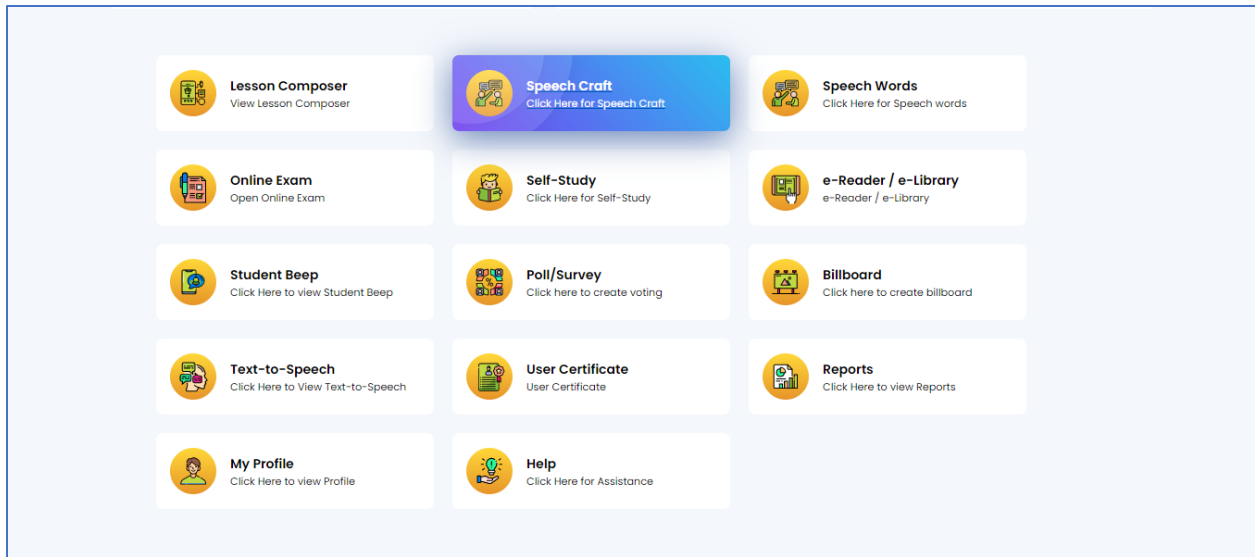 Lesson Composer
View Lesson Composer
Speech Craft
Click Here for Speech Craft
Speech Words
Click Here for Speech words
Online Exam
Open Online Exam
Self-Study
Click Here for Self-Study
e-Reader / e-Library
e-Reader / e-Library
Student Beep
Click Here to view Student Beep
Poll/Survey
Click here to create voting
Billboard
Click here to create billboard
Text-to-Speech
Click Here to View Text-to-Speech
User Certificate
User Certificate
Reports
Click Here to view Reports
My Profile
Click Here to view Profile
Help
Click Here for Assistance